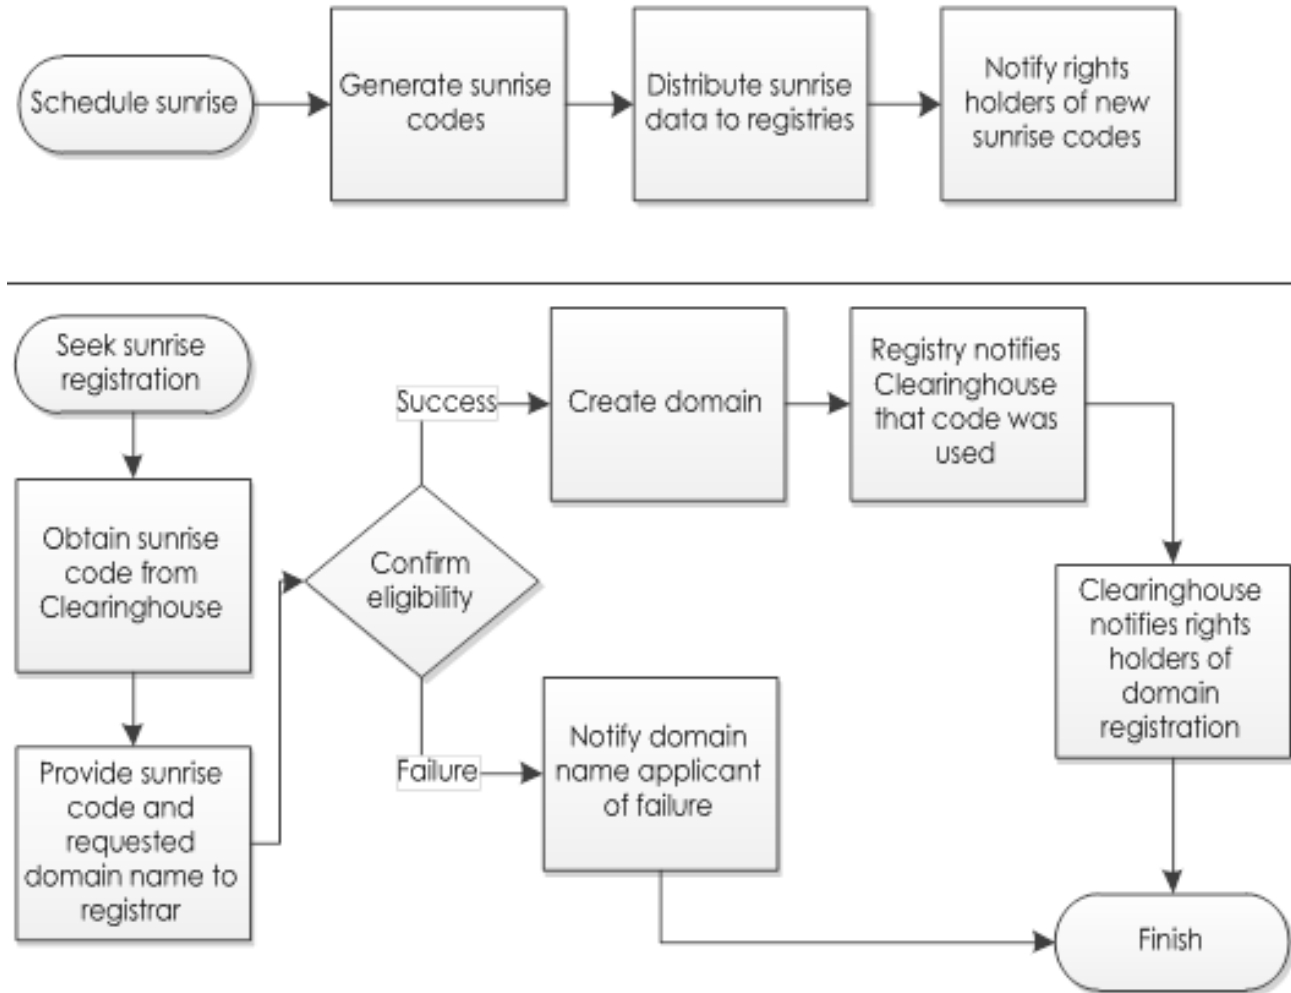 Schedule sunrise
Generate sunrise
codes
Distribute sunrise
data to registries
Notify rights
holders of new
sunrise codes
Seek sunrise
registration
Obtain sunrise
code from
Clearinghouse
Provide sunrise
code and
requested
domain name to
registrar
Confirm
eligibility
Success
Create domain
Registry notifies
Clearinghouse
that code was
used
Clearinghouse
notifies rights
holders of
domain
registration
Failure
Notify domain
name applicant
of failure
Finish